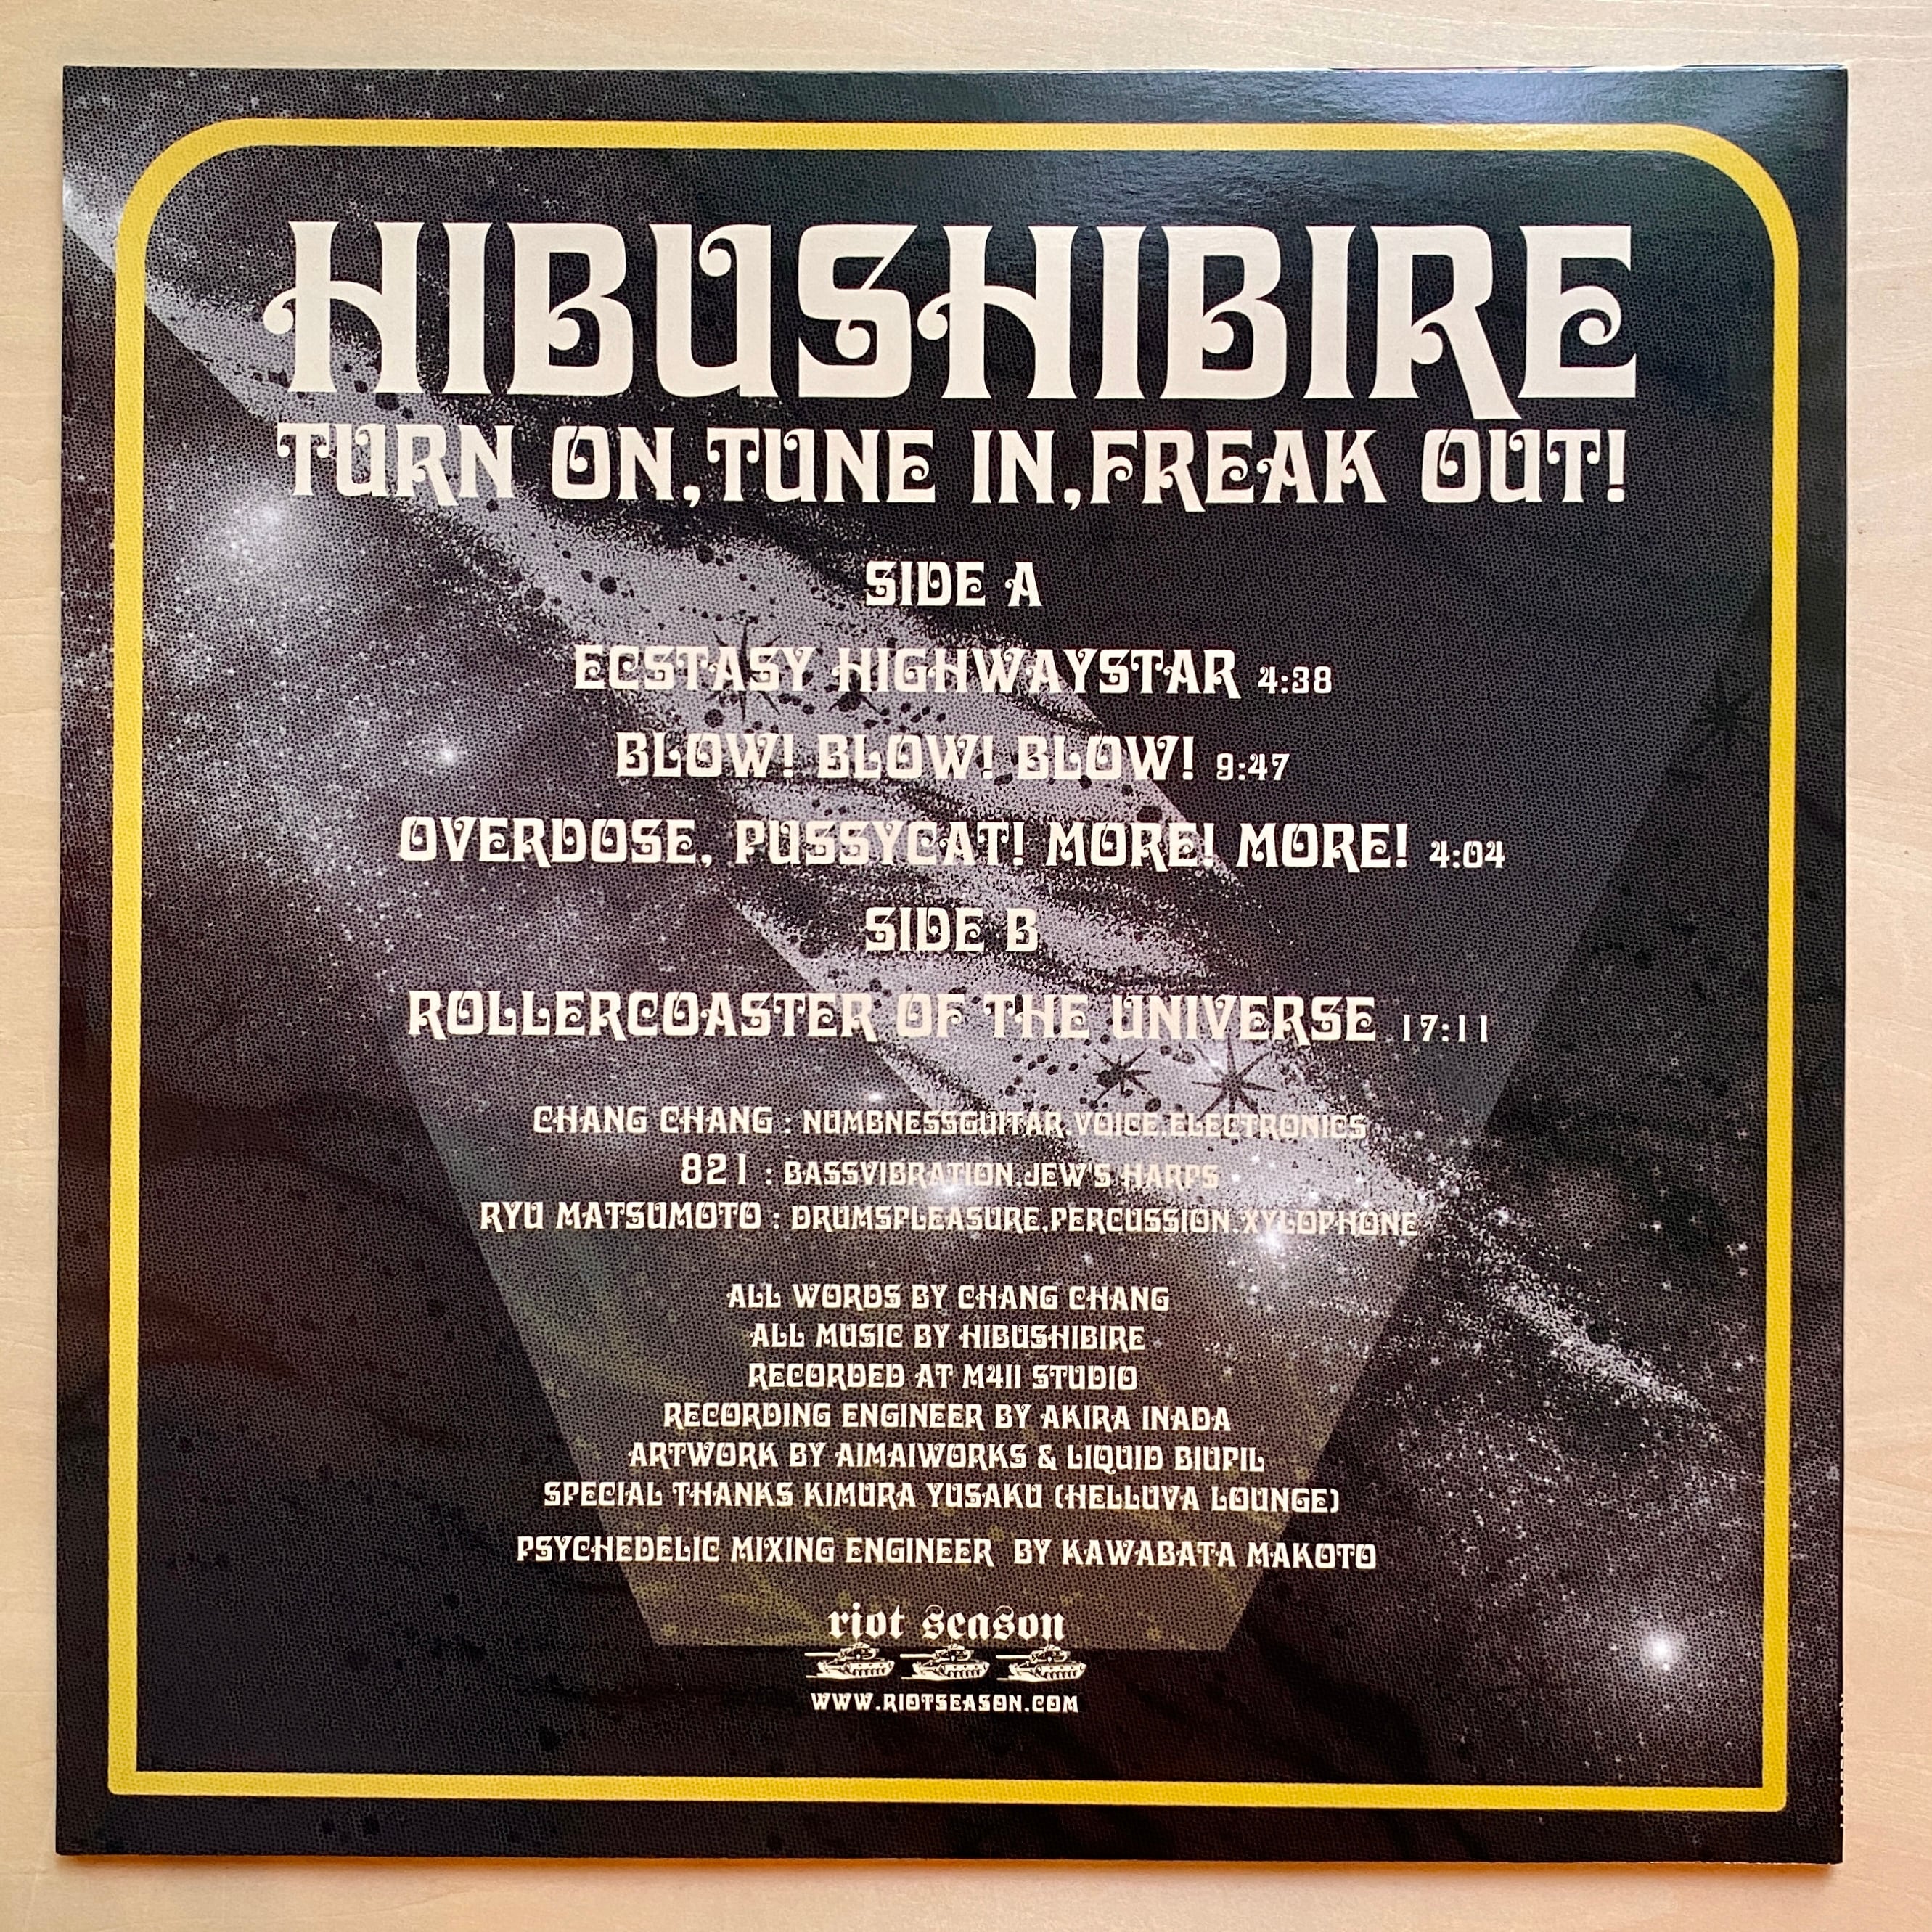 HIBUSHIBIRE
TURN ON, TUNE IN, FREAK OUT!
SIDE A
ECSTASY HIGHWAYSTAR 4:38
BLOW! BLOW! BLOW! 9:47
OVERDOSE, PUSSYCAT! MORE! MORE! 4:04
SIDE B
ROLLERCOASTER OF THE UNIVERSE 17:11
CHANG CHANG : NUMBNESSGUITAR.VOICE.ELECTRONICS
821 : BASSVIBRATION.JEW'S HARPS
RYU MATSUMOTO : DRUMSPLEASURE.PERCUSSION.XYLOPHONE
ALL WORDS BY CHANG CHANG
ALL MUSIC BY HIBUSHIBIRE
RECORDED AT M4II STUDIO
RECORDING ENGINEER BY AKIRA INADA
ARTWORK BY AIMAIWORKS & LIQUID BIUPIL
SPECIAL THANKS KIMURA YUSAKU (HELLUVA LOUNGE)
PSYCHEDELIC MIXING ENGINEER BY KAWABATA MAKOTO
riot season
WWW.RIOTSEASON.COM